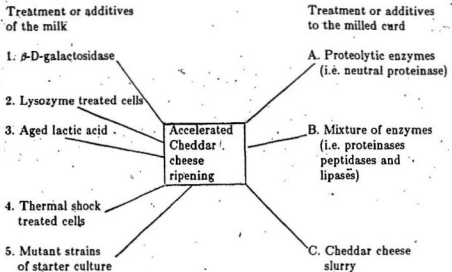 Treatment or additives
of the milk
1. β-D-galactosidase
2. Lysozyme treated cells
3. Aged lactic acid
4. Thermal shock
treated cells
5. Mutant strains
of starter culture
Accelerated
Cheddar
cheese
ripening
Treatment or additives
to the milled curd
A. Proteolytic enzymes
(i.e. neutral proteinase)
B. Mixture of enzymes
(i.e. proteinases
peptidases and
lipases)
C. Cheddar cheese
slurry